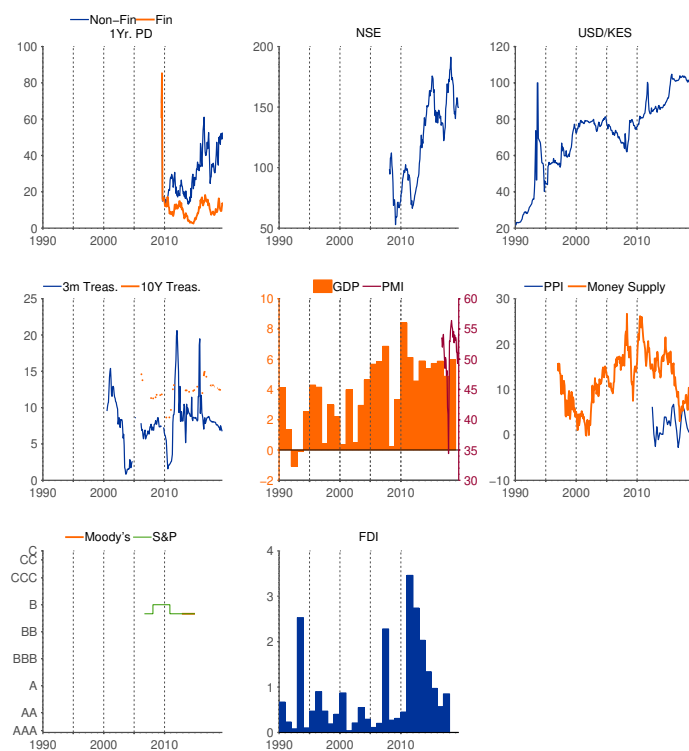 Non-Fin Fin
1Yr. PD
100
80
60
40
20
0
1990 2000 2010
NSE
200
150
100
50
1990 2000 2010
USD/KES
120
100
80
60
40
20
1990 2000 2010
3m Treas. 10Y Treas.
25
20
15
10
5
0
1990 2000 2010
GDP PMI
10 60
8 55
6 50
4 45
2 40
0 35
−2 30
1990 2000 2010
PPI Money Supply
30
20
10
0
−10
1990 2000 2010
Moody's S&P
C
CC
CCC
B
BB
BBB
A
AA
AAA
1990 2000 2010
FDI
4
3
2
1
0
1990 2000 2010